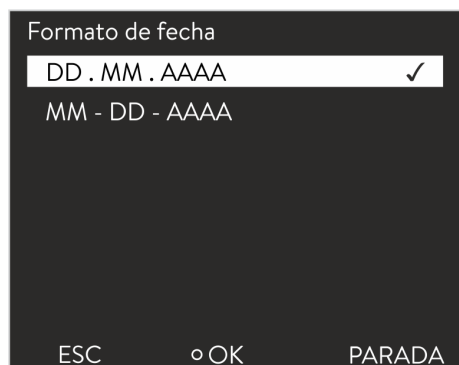 Formato de fecha
DD . MM . AAAA ✓
MM - DD - AAAA
ESC OK PARADA